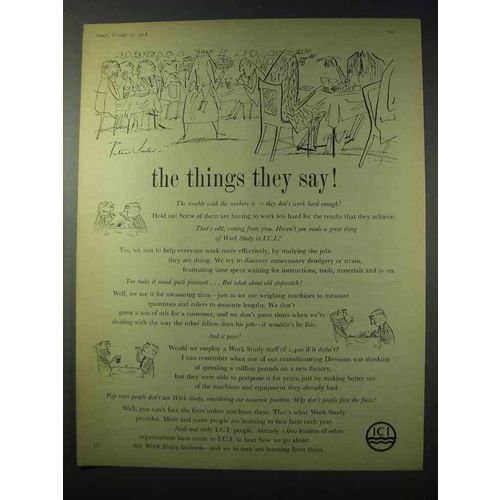 Punch, October 15 1958
the things they say!
The trouble with the workers is — they don't work hard enough!
Hold on! Some of them are having to work too hard for the results that they achieve.
That's odd, coming from you. Haven't you made a great thing
of Work Study in I.C.I.?
Yes, we aim to help everyone work more effectively, by studying the jobs
they are doing. We try to discover unnecessary drudgery or strain,
frustrating time spent waiting for instructions, tools, materials and so on.
You make it sound quite pleasant . . . But what about old stopwatch?
Well, we use it for measuring time—just as we use weighing machines to measure
quantities and rulers to measure lengths. We don't
guess a ton of salt for a customer, and we don't guess times when we're
dealing with the way the other fellow does his job—it wouldn't be fair.
And it pays?
Would we employ a Work Study staff of 1,400 if it didn't?
I can remember when one of our manufacturing Divisions was thinking
of spending a million pounds on a new factory,
but they were able to postpone it for years, just by making better use
of the machines and equipment they already had.
Pity more people don't use Work Study, considering our economic position. Why don't people face the facts?
Well, you can't face the facts unless you have them. That's what Work Study
provides. More and more people are learning to face facts each year.
And not only I.C.I. people. Already 1,600 leaders of other
organisations have come to I.C.I. to hear how we go about
this Work Study business—and we in turn are learning from them.
ICI